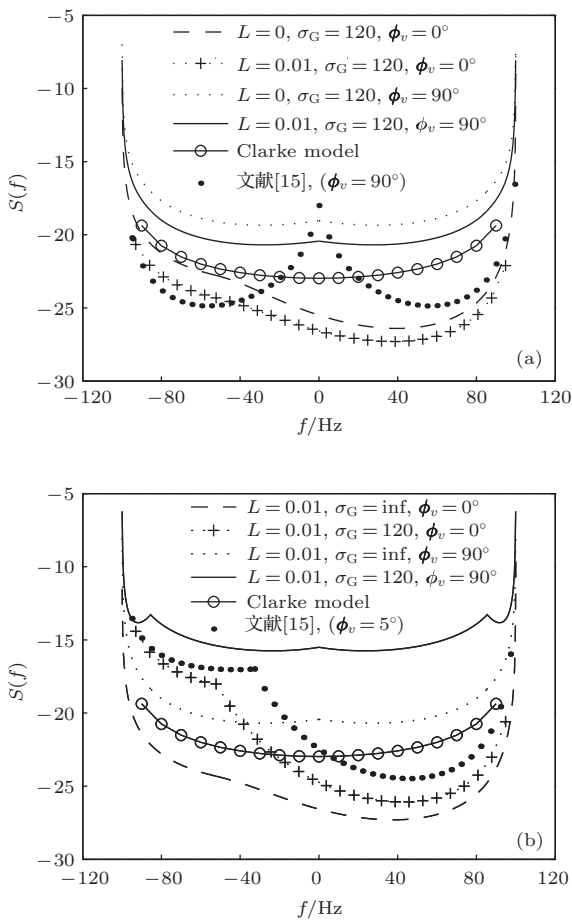 −5
−10
−15
−20
−25
−30
S(f)
L = 0, σG = 120, ϕv = 0°
L = 0.01, σG = 120, ϕv = 0°
L = 0, σG = 120, ϕv = 90°
L = 0.01, σG = 120, ϕv = 90°
Clarke model
文献[15], (ϕv = 90°)
(a)
−120 −80 −40 0 40 80 120
f/Hz
−5
−10
−15
−20
−25
−30
S(f)
L = 0.01, σG = inf, ϕv = 0°
L = 0.01, σG = 120, ϕv = 0°
L = 0.01, σG = inf, ϕv = 90°
L = 0.01, σG = 120, ϕv = 90°
Clarke model
文献[15], (ϕv = 5°)
(b)
−120 −80 −40 0 40 80 120
f/Hz